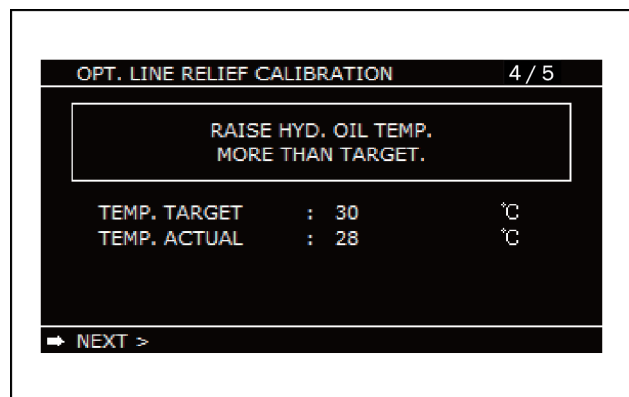 OPT. LINE RELIEF CALIBRATION 4/5
RAISE HYD. OIL TEMP.
MORE THAN TARGET.
TEMP. TARGET : 30 ℃
TEMP. ACTUAL : 28 ℃
➡ NEXT >